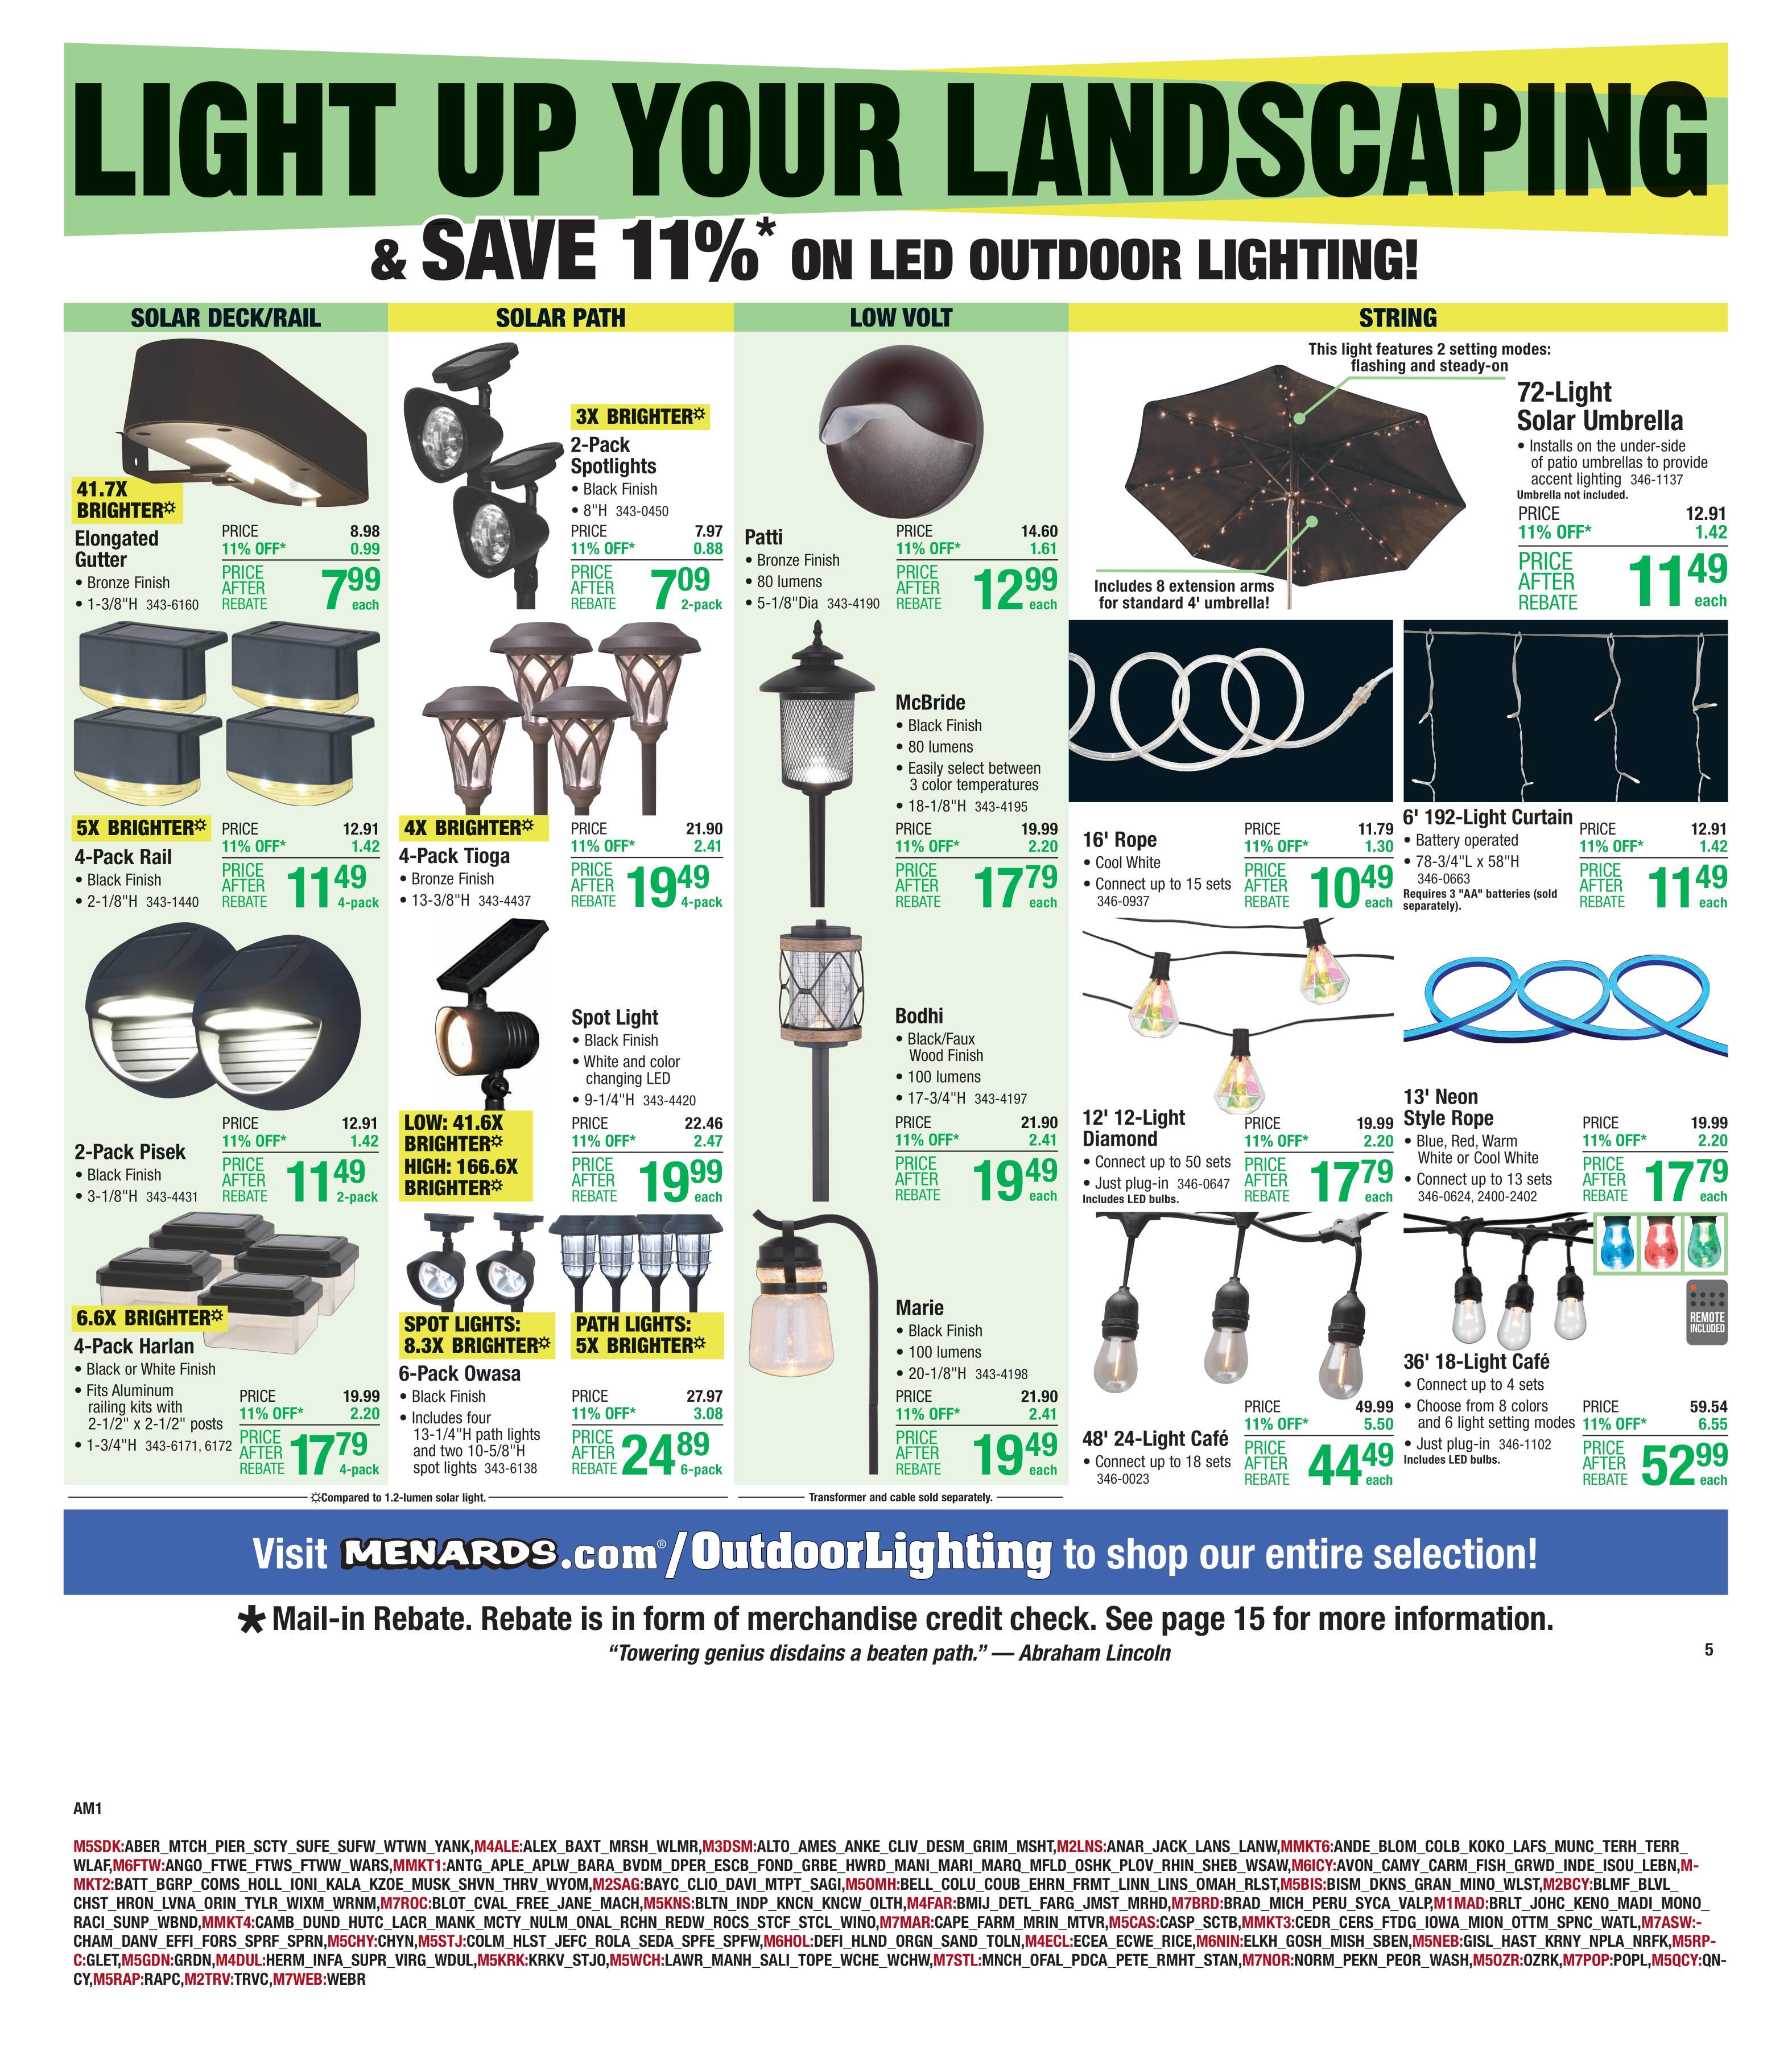 LIGHT UP YOUR LANDSCAPING
& SAVE 11%* ON LED OUTDOOR LIGHTING!
SOLAR DECK/RAIL
41.7X
BRIGHTER☼
Elongated
Gutter
• Bronze Finish
• 1-3/8"H 343-6160
PRICE 8.98
11% OFF* 0.99
PRICE
AFTER
REBATE
7 99
each
5X BRIGHTER☼
4-Pack Rail
• Black Finish
• 2-1/8"H 343-1440
PRICE 12.91
11% OFF* 1.42
PRICE
AFTER
REBATE
11 49
4-pack
2-Pack Pisek
• Black Finish
• 3-1/8"H 343-4431
PRICE 12.91
11% OFF* 1.42
PRICE
AFTER
REBATE
11 49
2-pack
6.6X BRIGHTER☼
4-Pack Harlan
• Black or White Finish
• Fits Aluminum
railing kits with
2-1/2" x 2-1/2" posts
• 1-3/4"H 343-6171, 6172
PRICE 19.99
11% OFF* 2.20
PRICE
AFTER
REBATE
17 79
4-pack
SOLAR PATH
3X BRIGHTER☼
2-Pack
Spotlights
• Black Finish
• 8"H 343-0450
PRICE 7.97
11% OFF* 0.88
PRICE
AFTER
REBATE
7 09
2-pack
4X BRIGHTER☼
4-Pack Tioga
• Bronze Finish
• 13-3/8"H 343-4437
PRICE 21.90
11% OFF* 2.41
PRICE
AFTER
REBATE
19 49
4-pack
Spot Light
• Black Finish
• White and color
changing LED
• 9-1/4"H 343-4420
LOW: 41.6X
BRIGHTER☼
HIGH: 166.6X
BRIGHTER☼
PRICE 22.46
11% OFF* 2.47
PRICE
AFTER
REBATE
19 99
each
SPOT LIGHTS:
8.3X BRIGHTER☼
PATH LIGHTS:
5X BRIGHTER☼
6-Pack Owasa
• Black Finish
• Includes four
13-1/4"H path lights
and two 10-5/8"H
spot lights 343-6138
PRICE 27.97
11% OFF* 3.08
PRICE
AFTER
REBATE
24 89
6-pack
☼Compared to 1.2-lumen solar light.
LOW VOLT
Patti
• Bronze Finish
• 80 lumens
• 5-1/8"Dia 343-4190
PRICE 14.60
11% OFF* 1.61
PRICE
AFTER
REBATE
12 99
each
McBride
• Black Finish
• 80 lumens
• Easily select between
3 color temperatures
• 18-1/8"H 343-4195
PRICE 19.99
11% OFF* 2.20
PRICE
AFTER
REBATE
17 79
each
Bodhi
• Black/Faux
Wood Finish
• 100 lumens
• 17-3/4"H 343-4197
PRICE 21.90
11% OFF* 2.41
PRICE
AFTER
REBATE
19 49
each
Marie
• Black Finish
• 100 lumens
• 20-1/8"H 343-4198
PRICE 21.90
11% OFF* 2.41
PRICE
AFTER
REBATE
19 49
each
Transformer and cable sold separately.
STRING
This light features 2 setting modes:
flashing and steady-on
Includes 8 extension arms
for standard 4' umbrella!
72-Light
Solar Umbrella
• Installs on the under-side
of patio umbrellas to provide
accent lighting 346-1137
Umbrella not included.
PRICE 12.91
11% OFF* 1.42
PRICE
AFTER
REBATE
11 49
each
16' Rope
• Cool White
• Connect up to 15 sets
346-0937
PRICE 11.79
11% OFF* 1.30
PRICE
AFTER
REBATE
10 49
each
6' 192-Light Curtain
• Battery operated
• 78-3/4"L x 58"H
346-0663
Requires 3 "AA" batteries (sold
separately).
PRICE 12.91
11% OFF* 1.42
PRICE
AFTER
REBATE
11 49
each
12' 12-Light
Diamond
• Connect up to 50 sets
• Just plug-in 346-0647
Includes LED bulbs.
PRICE 19.99
11% OFF* 2.20
PRICE
AFTER
REBATE
17 79
each
13' Neon
Style Rope
• Blue, Red, Warm
White or Cool White
• Connect up to 13 sets
346-0624, 2400-2402
PRICE 19.99
11% OFF* 2.20
PRICE
AFTER
REBATE
17 79
each
48' 24-Light Café
• Connect up to 18 sets
346-0023
PRICE 49.99
11% OFF* 5.50
PRICE
AFTER
REBATE
44 49
each
REMOTE
INCLUDED
36' 18-Light Café
• Connect up to 4 sets
• Choose from 8 colors
and 6 light setting modes
• Just plug-in 346-1102
Includes LED bulbs.
PRICE 59.54
11% OFF* 6.55
PRICE
AFTER
REBATE
52 99
each
Visit MENARDS.com®/OutdoorLighting to shop our entire selection!
*Mail-in Rebate. Rebate is in form of merchandise credit check. See page 15 for more information.
“Towering genius disdains a beaten path.” — Abraham Lincoln
5
AM1
M5SDK:ABER_MTCH_PIER_SCTY_SUFE_SUFW_WTWN_YANK,M4ALE:ALEX_BAXT_MRSH_WLMR,M3DSM:ALTO_AMES_ANKE_CLIV_DESM_GRIM_MSHT,M2LNS:ANAR_JACK_LANS_LANW,MMKT6:ANDE_BLOM_COLB_KOKO_LAFS_MUNC_TERH_TERR_
WLAF,M6FTW:ANGO_FTWE_FTWS_FTWW_WARS,MMKT1:ANTG_APLE_APLW_BARA_BVDM_DPER_ESCB_FOND_GRBE_HWRD_MANI_MARI_MARQ_MFLD_OSHK_PLOV_RHIN_SHEB_WSAW,M6ICY:AVON_CAMY_CARM_FISH_GRWD_INDE_ISOU_LEBN,M-
MKT2:BATT_BGRP_COMS_HOLL_IONI_KALA_KZOE_MUSK_SHVN_THRV_WYOM,M2SAG:BAYC_CLIO_DAVI_MTPT_SAGI,M5OMH:BELL_COLU_COUB_EHRN_FRMT_LINN_LINS_OMAH_RLST,M5BIS:BISM_DKNS_GRAN_MINO_WLST,M2BCY:BLMF_BLVL_
CHST_HRON_LVNA_ORIN_TYLR_WIXM_WRNM,M7ROC:BLOT_CVAL_FREE_JANE_MACH,M5KNS:BLTN_INDP_KNCN_KNCW_OLTH,M4FAR:BMIJ_DETL_FARG_JMST_MRHD,M7BRD:BRAD_MICH_PERU_SYCA_VALP,M1MAD:BRLT_JOHC_KENO_MADI_MONO_
RACI_SUNP_WBND,MMKT4:CAMB_DUND_HUTC_LACR_MANK_MCTY_NULM_ONAL_RCHN_REDW_ROCS_STCF_STCL_WINO,M7MAR:CAPE_FARM_MRIN_MTVR,M5CAS:CASP_SCTB,MMKT3:CEDR_CERS_FTDG_IOWA_MION_OTTM_SPNC_WATL,M7ASW:-
CHAM_DANV_EFFI_FORS_SPRF_SPRN,M5CHY:CHYN,M5STJ:COLM_HLST_JEFC_ROLA_SEDA_SPFE_SPFW,M6HOL:DEFI_HLND_ORGN_SAND_TOLN,M4ECL:ECEA_ECWE_RICE,M6NIN:ELKH_GOSH_MISH_SBEN,M5NEB:GISL_HAST_KRNY_NPLA_NRFK,M5RP-
C:GLET,M5GDN:GRDN,M4DUL:HERM_INFA_SUPR_VIRG_WDUL,M5KRK:KRKV_STJO,M5WCH:LAWR_MANH_SALI_TOPE_WCHE_WCHW,M7STL:MNCH_OFAL_PDCA_PETE_RMHT_STAN,M7NOR:NORM_PEKN_PEOR_WASH,M5OZR:OZRK,M7POP:POPL,M5QCY:QN-
CY,M5RAP:RAPC,M2TRV:TRVC,M7WEB:WEBR